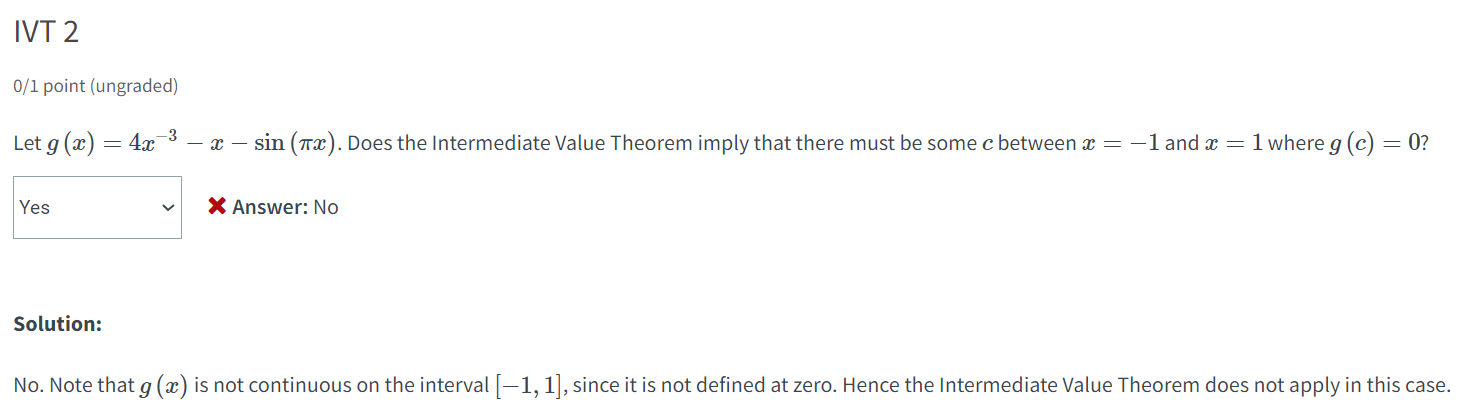 IVT 2
0/1 point (ungraded)
Let g (x) = 4x⁻³ − x − sin (πx). Does the Intermediate Value Theorem imply that there must be some c between x = −1 and x = 1 where g (c) = 0?
Yes ✖ Answer: No
Solution:
No. Note that g (x) is not continuous on the interval [−1, 1], since it is not defined at zero. Hence the Intermediate Value Theorem does not apply in this case.